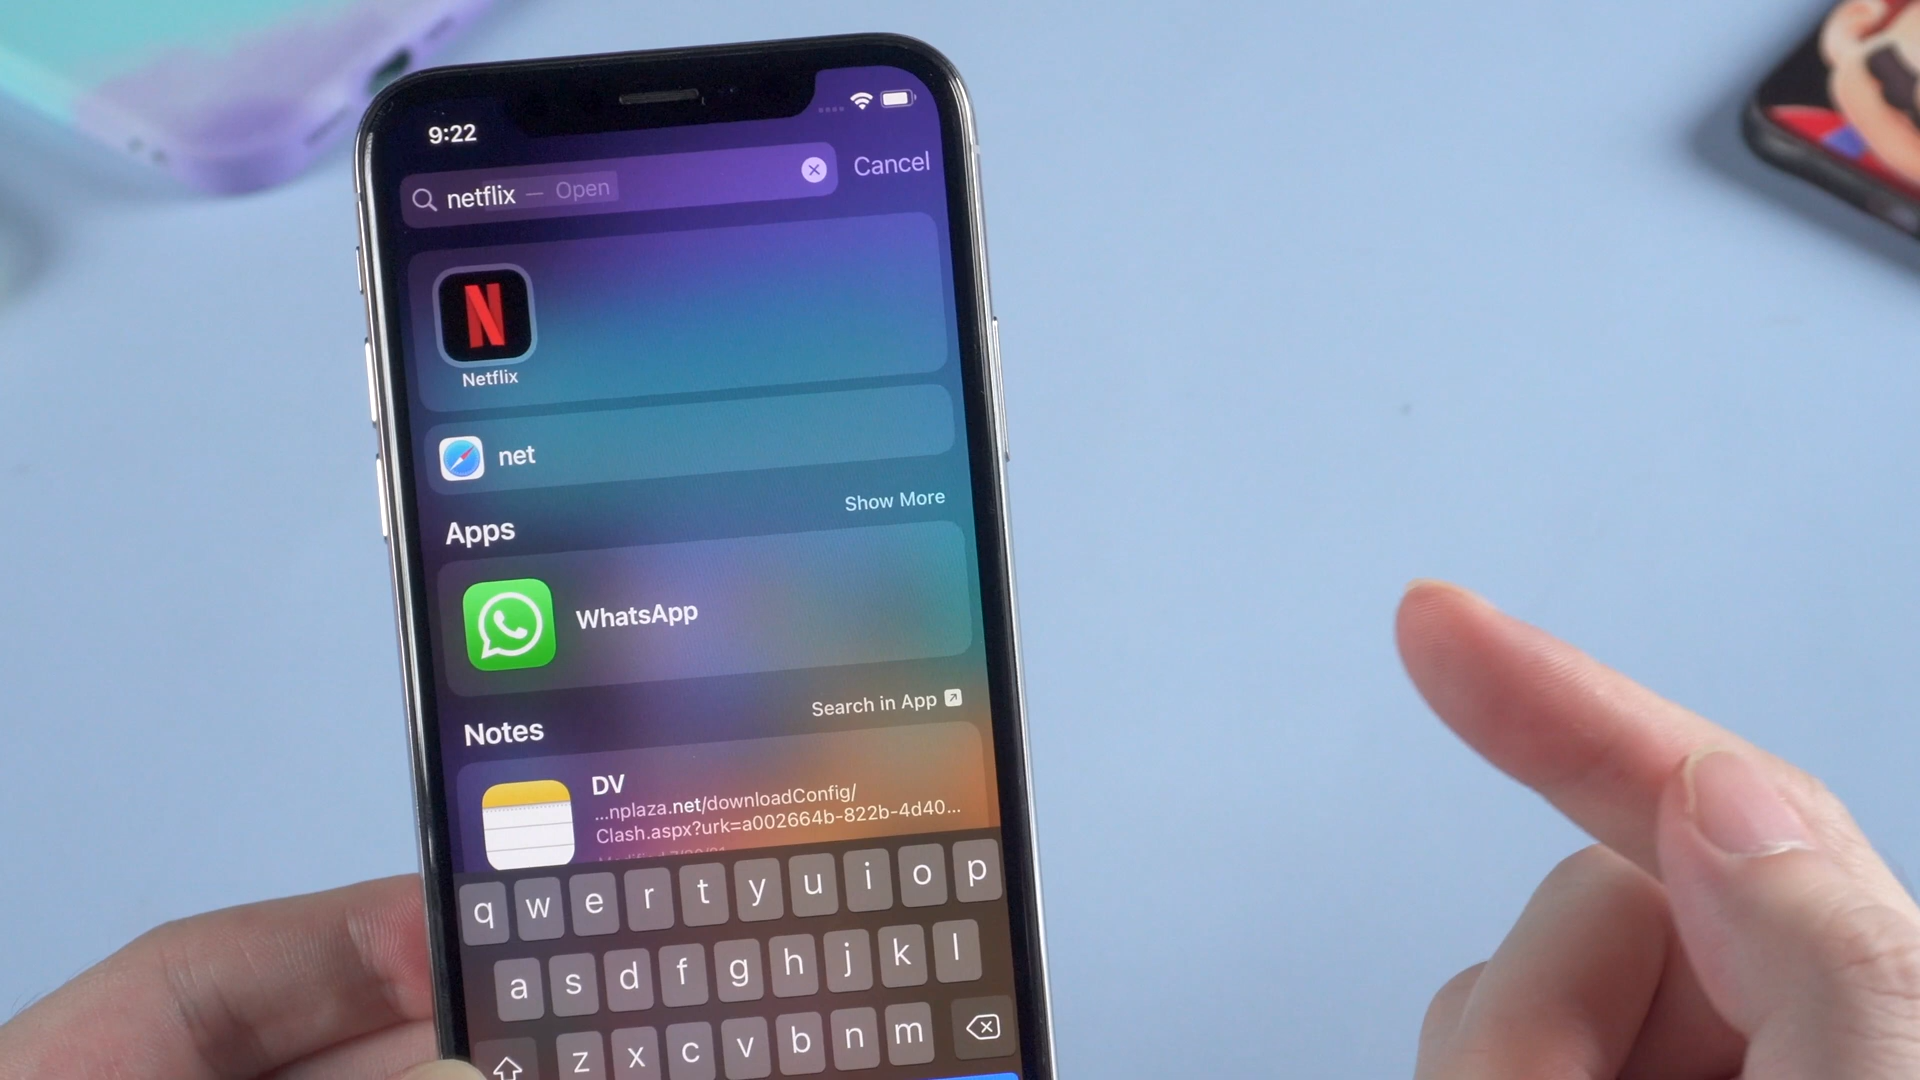 9:22
netflix — Open
Cancel
N
Netflix
net
Show More
Apps
WhatsApp
Search in App
Notes
DV
...nplaza.net/downloadConfig/
Clash.aspx?urk=a002664b-822b-4d40...
q w e r t y u i o p
a s d f g h j k l
z x c v b n m